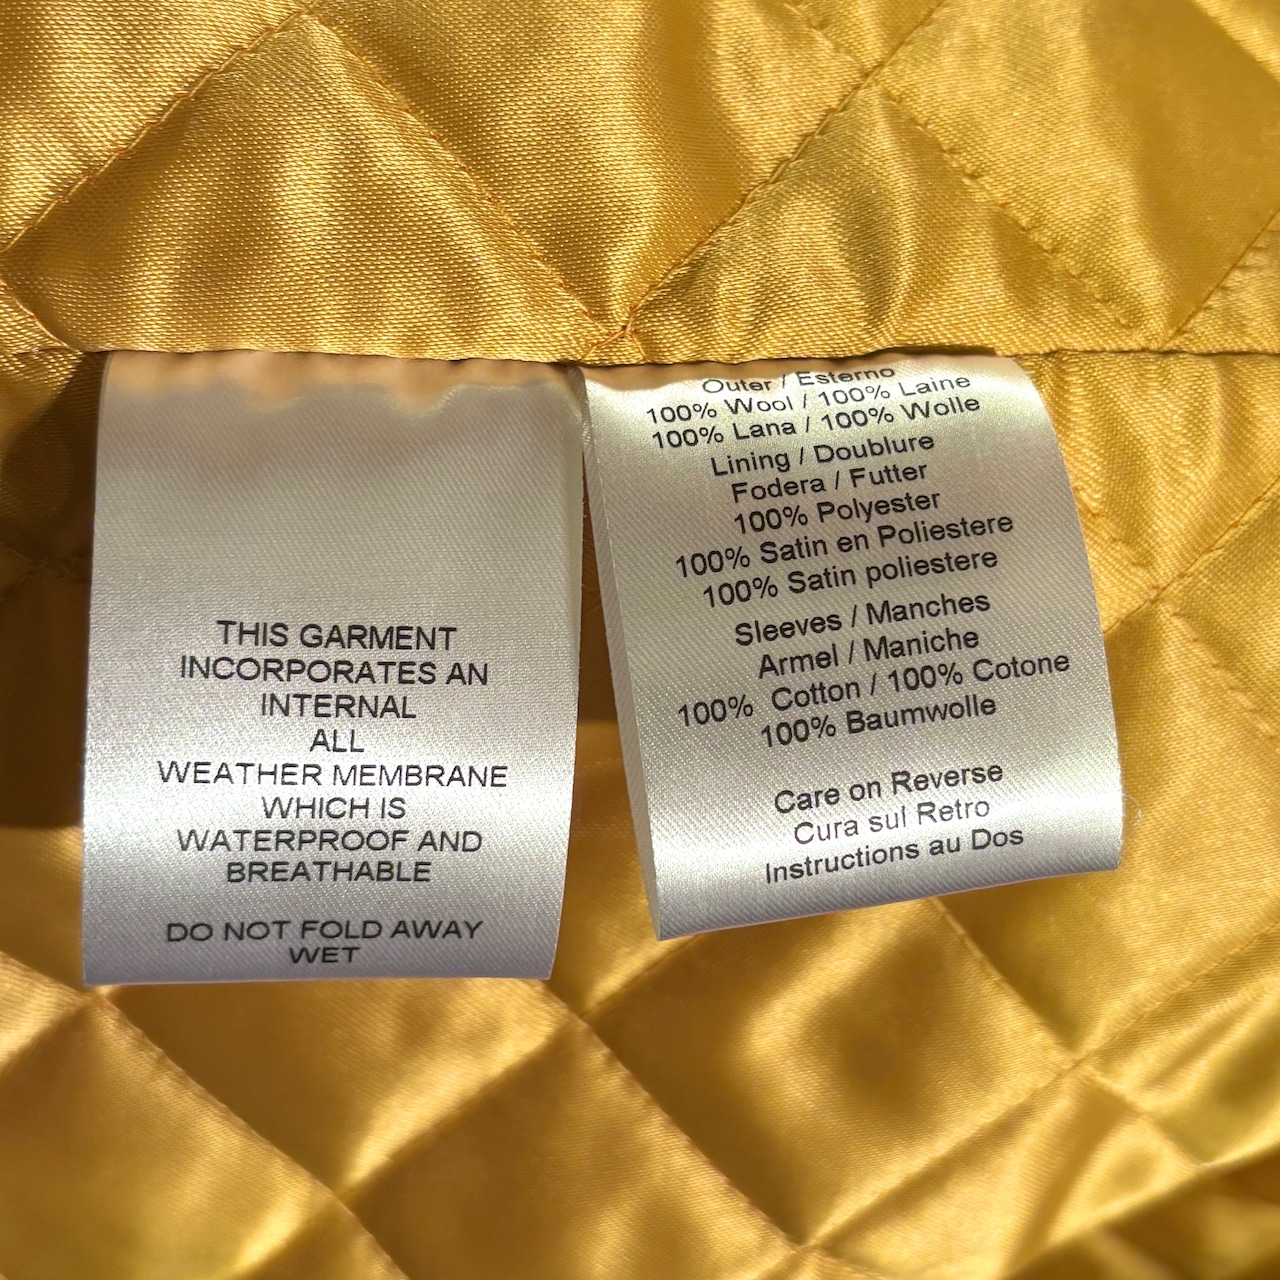 THIS GARMENT
INCORPORATES AN
INTERNAL
ALL
WEATHER MEMBRANE
WHICH IS
WATERPROOF AND
BREATHABLE
DO NOT FOLD AWAY
WET
Outer / Esterno
100% Wool / 100% Laine
100% Lana / 100% Wolle
Lining / Doublure
Fodera / Futter
100% Polyester
100% Satin en Poliestere
100% Satin poliestere
Sleeves / Manches
Armel / Maniche
100% Cotton / 100% Cotone
100% Baumwolle
Care on Reverse
Cura sul Retro
Instructions au Dos